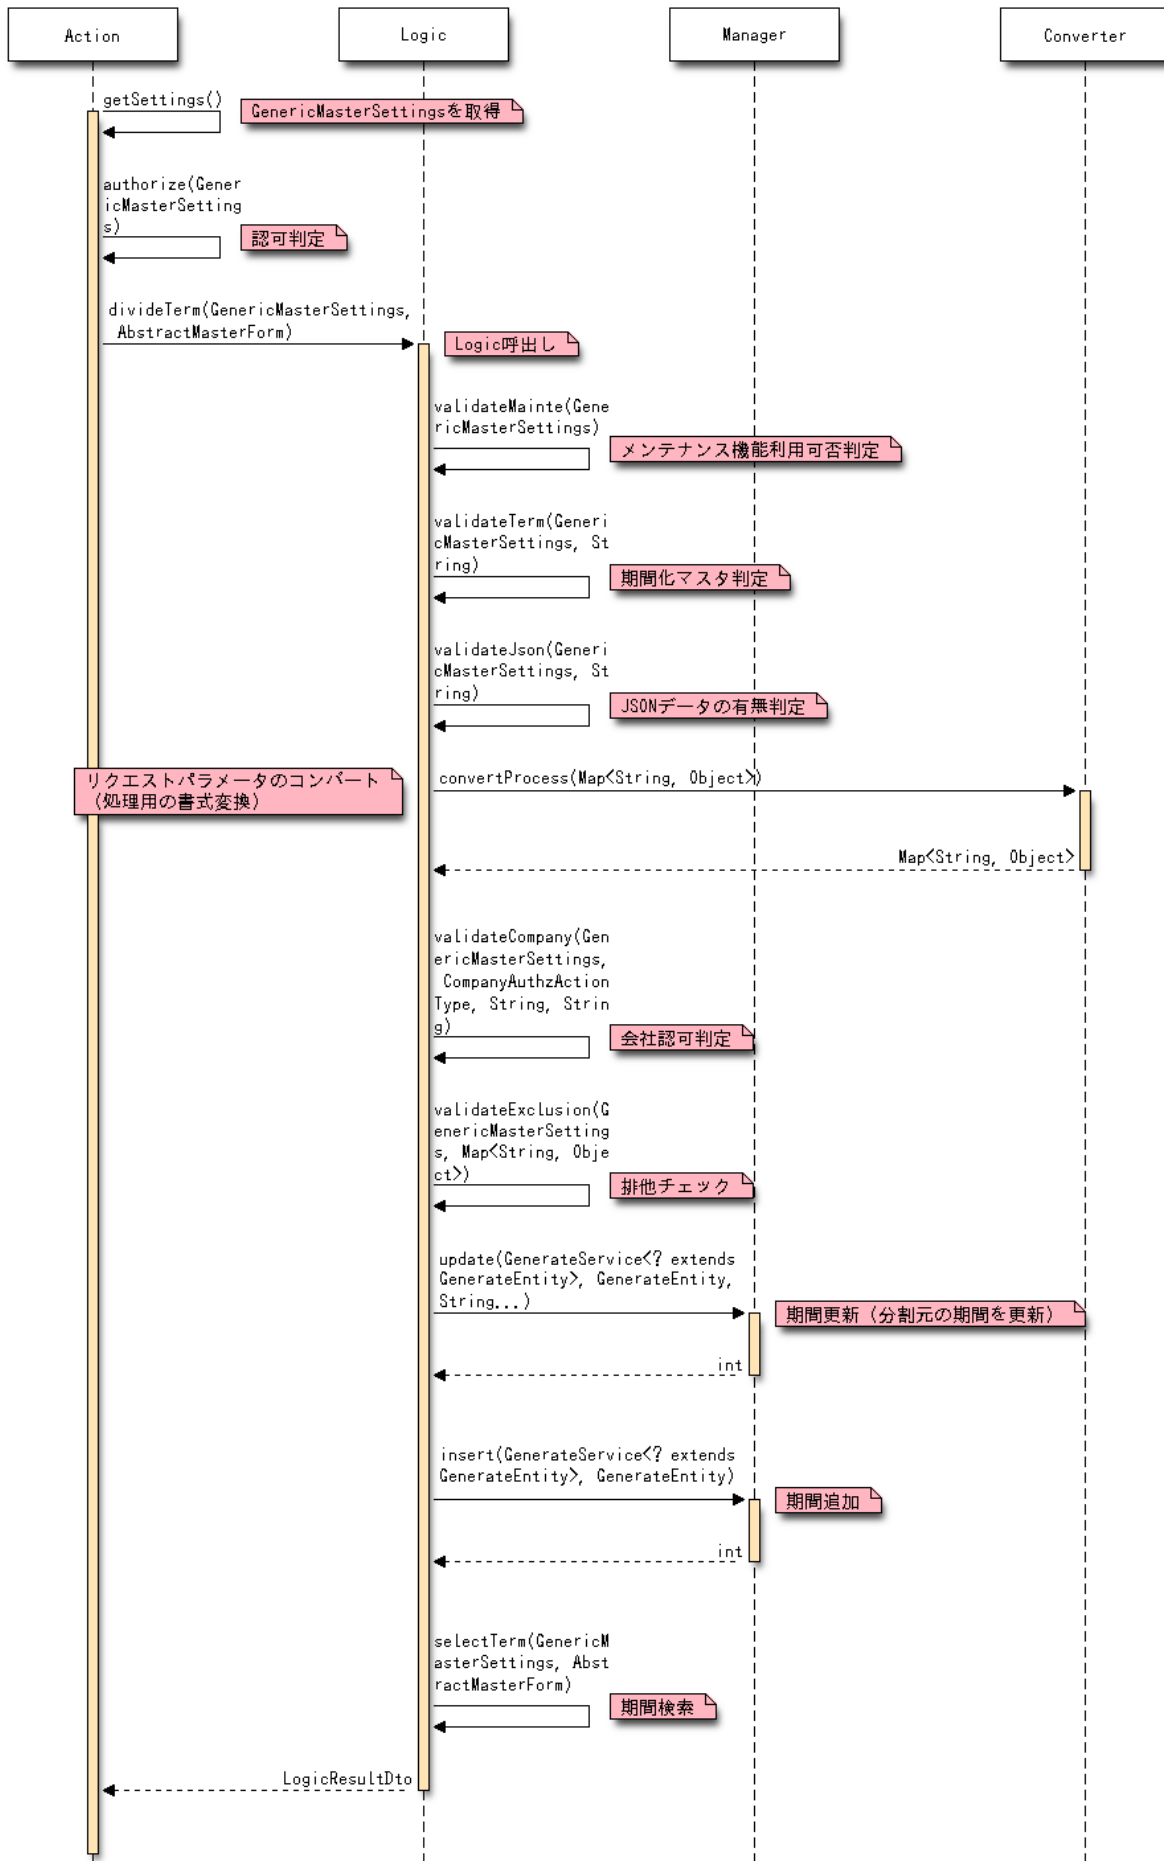 Action
Logic
Manager
Converter
getSettings()
GenericMasterSettingsを取得
authorize(Gener
icMasterSetting
s)
認可判定
divideTerm(GenericMasterSettings,
AbstractMasterForm)
Logic呼出し
validateMainte(Gene
ricMasterSettings)
メンテナンス機能利用可否判定
validateTerm(Generi
cMasterSettings, St
ring)
期間化マスタ判定
validateJson(Generi
cMasterSettings, St
ring)
JSONデータの有無判定
リクエストパラメータのコンバート
（処理用の書式変換）
convertProcess(Map<String, Object>)
Map<String, Object>
validateCompany(Gen
ericMasterSettings,
CompanyAuthzAction
Type, String, Strin
g)
会社認可判定
validateExclusion(G
enericMasterSetting
s, Map<String, Obje
ct>)
排他チェック
update(GenerateService<? extends
GenerateEntity>, GenerateEntity,
String...)
期間更新（分割元の期間を更新）
int
insert(GenerateService<? extends
GenerateEntity>, GenerateEntity)
期間追加
int
selectTerm(GenericM
asterSettings, Abst
ractMasterForm)
期間検索
LogicResultDto